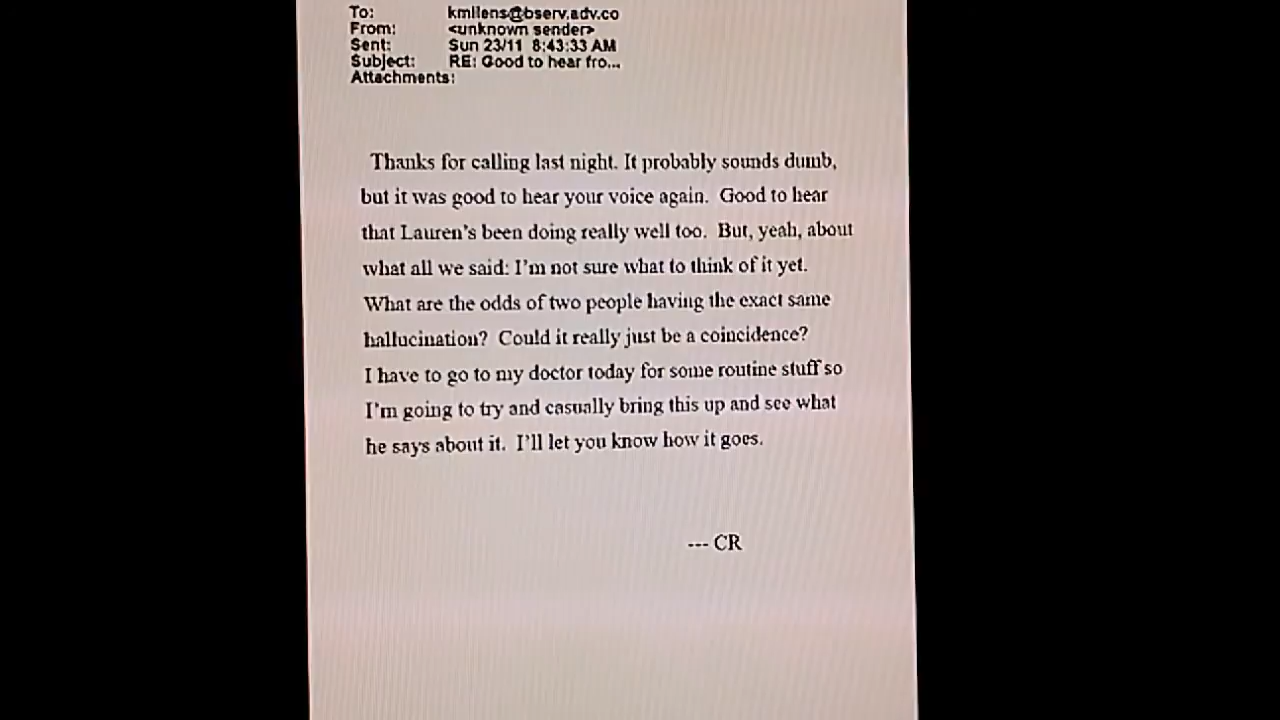 To: kmilens@bserv.adv.co
From: <unknown sender>
Sent: Sun 23/11 8:43:33 AM
Subject: RE: Good to hear fro...
Attachments:
Thanks for calling last night. It probably sounds dumb,
but it was good to hear your voice again. Good to hear
that Lauren's been doing really well too. But, yeah, about
what all we said: I'm not sure what to think of it yet.
What are the odds of two people having the exact same
hallucination? Could it really just be a coincidence?
I have to go to my doctor today for some routine stuff so
I'm going to try and casually bring this up and see what
he says about it. I'll let you know how it goes.
--- CR